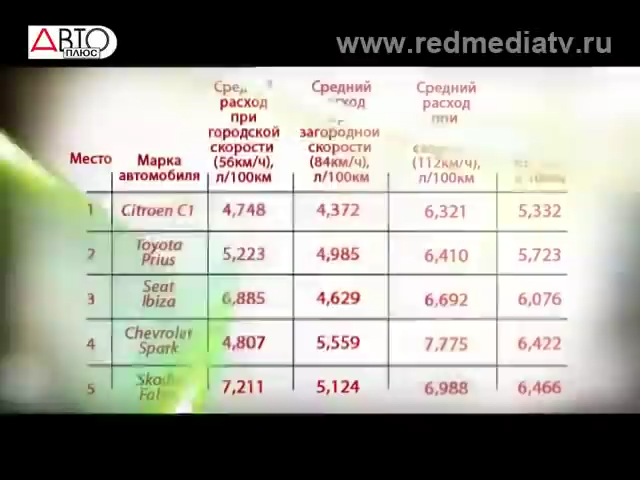 АВТО
ПЛЮС
www.redmediatv.ru
Место
Марка
автомобиля
расход
при
городской
скорости
(56км/ч),
л/100км
Средний
загородной
скорости
(84км/ч),
л/100км
Средний
расход
при
(112км/ч),
л/100км
1 Citroen C1 4,748 4,372 6,321 5,332
2 Toyota Prius 5,223 4,985 6,410 5,723
3 Seat Ibiza 6,885 4,629 6,692 6,076
4 Chevrolet Spark 4,807 5,559 7,775 6,422
5 7,211 5,124 6,988 6,466